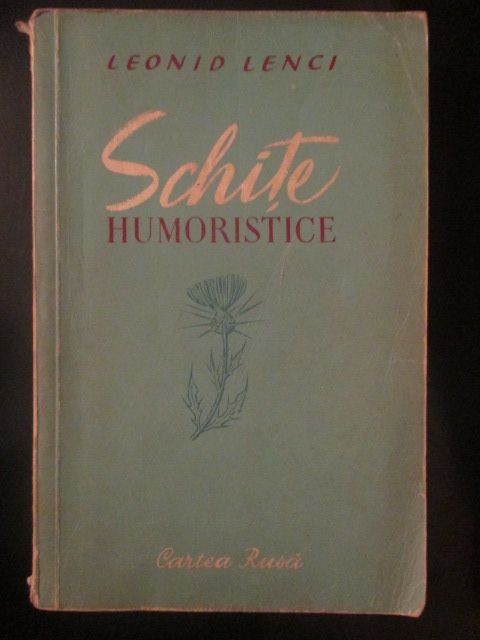 LEONID LENCI
Schițe
HUMORISTICE
Cartea Rusă